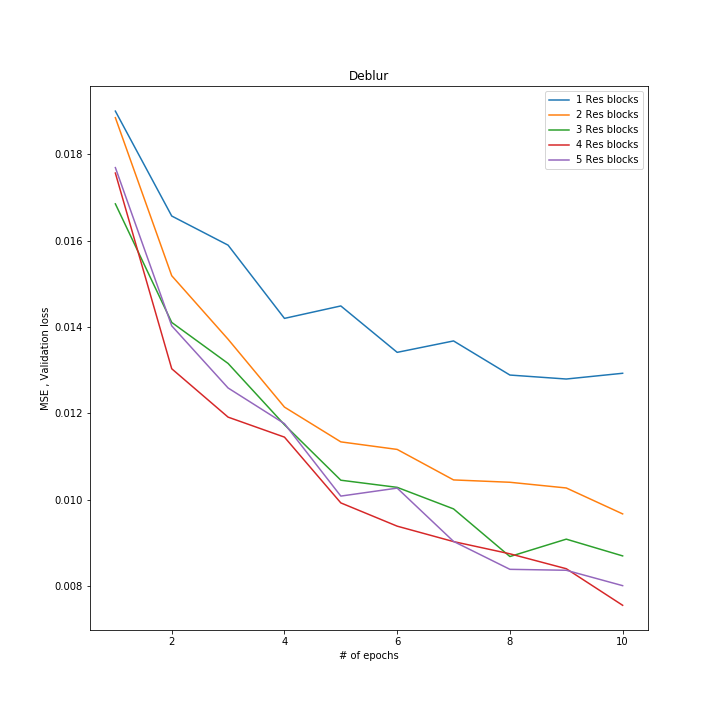 Deblur
1 Res blocks
2 Res blocks
3 Res blocks
4 Res blocks
5 Res blocks
MSE , Validation loss
0.018
0.016
0.014
0.012
0.010
0.008
2 4 6 8 10
# of epochs